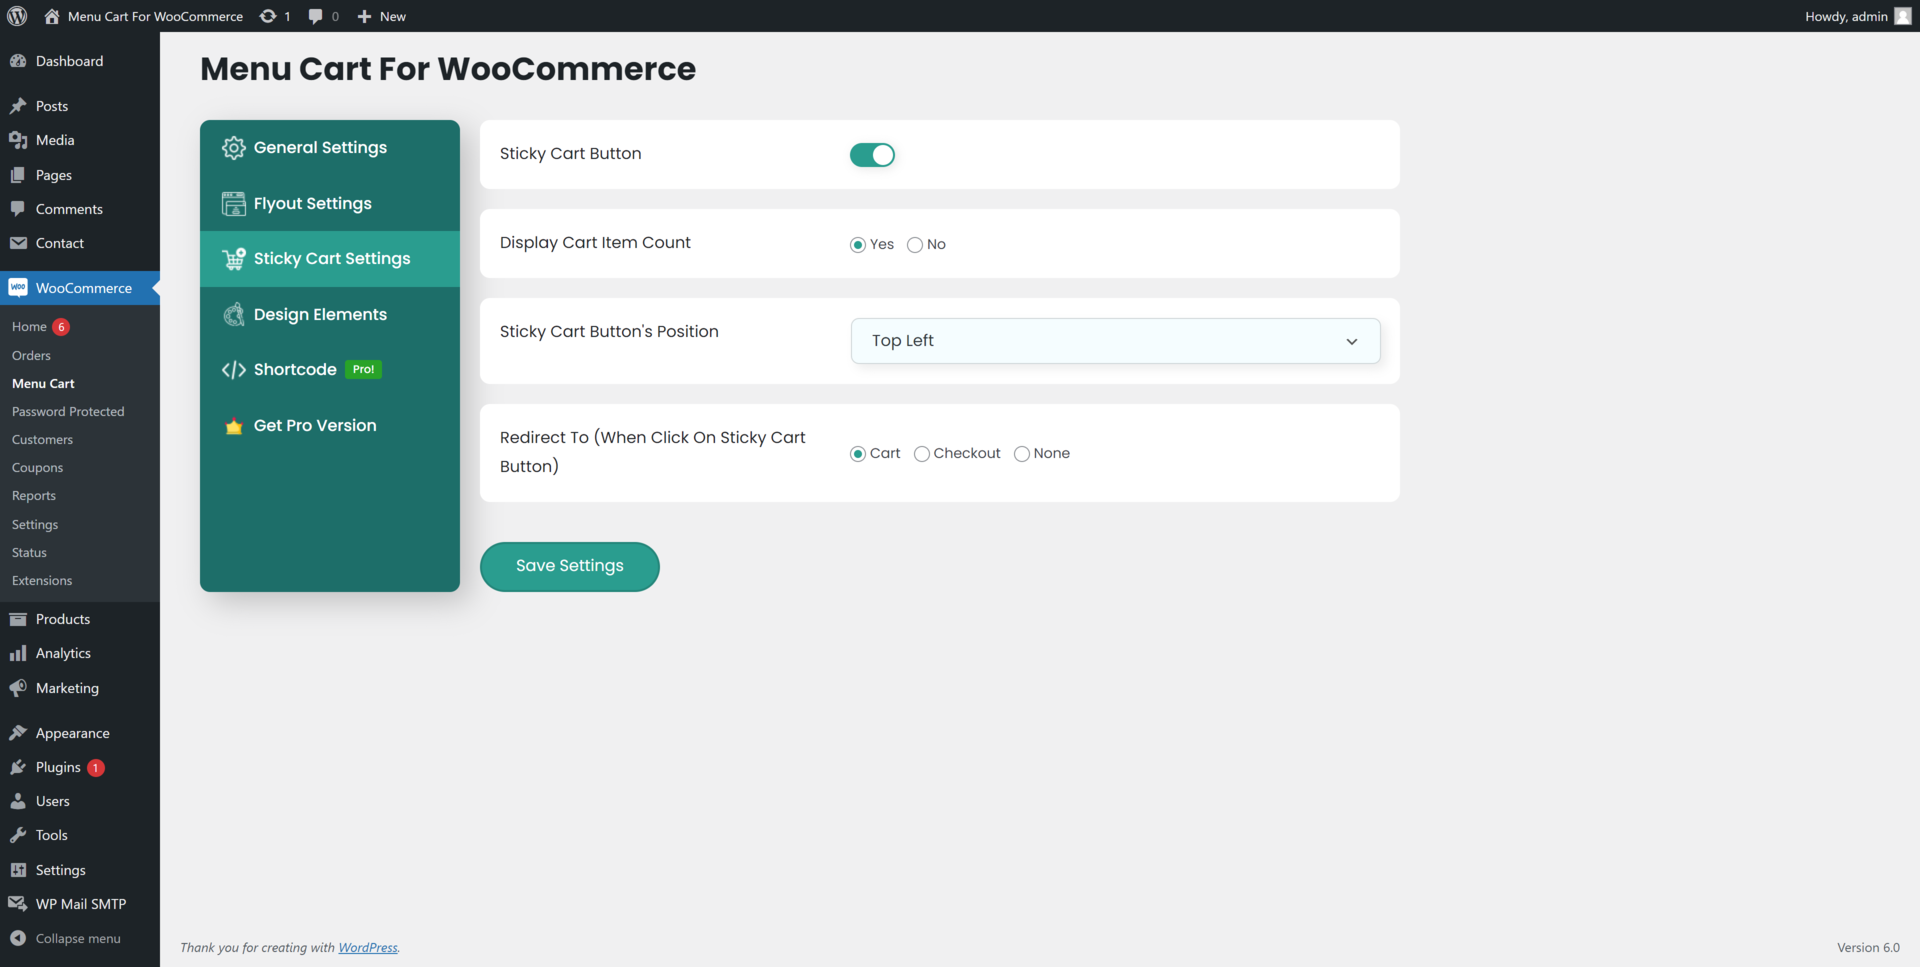 Menu Cart For WooCommerce
1
0
New
Howdy, admin
Dashboard
Posts
Media
Pages
Comments
Contact
Woo
WooCommerce
Home 6
Orders
Menu Cart
Password Protected
Customers
Coupons
Reports
Settings
Status
Extensions
Products
Analytics
Marketing
Appearance
Plugins 1
Users
Tools
Settings
WP Mail SMTP
Collapse menu
Menu Cart For WooCommerce
General Settings
Flyout Settings
Sticky Cart Settings
Design Elements
Shortcode Pro!
Get Pro Version
Sticky Cart Button
Display Cart Item Count
Yes No
Sticky Cart Button's Position
Top Left
Redirect To (When Click On Sticky Cart
Button)
Cart Checkout None
Save Settings
Thank you for creating with WordPress.
Version 6.0